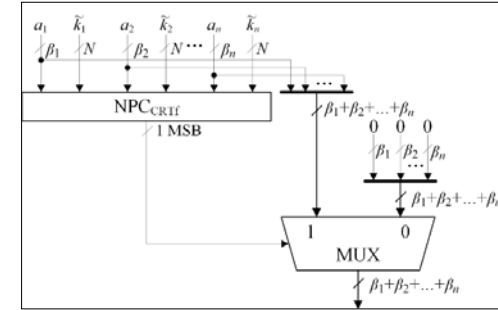 a₁ k̃₁ a₂ k̃₂ aₙ k̃ₙ
β₁ N β₂ N ... βₙ N
...
NPC_CRTf
β₁+β₂+...+βₙ
1 MSB
0 0 0
β₁ β₂ βₙ
...
β₁+β₂+...+βₙ
1 0
MUX
β₁+β₂+...+βₙ